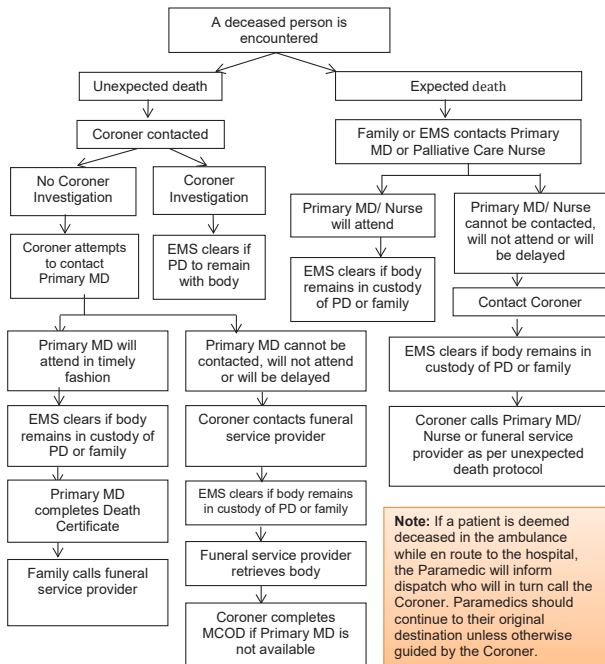 A deceased person is
encountered
Unexpected death
Expected death
Coroner contacted
Family or EMS contacts Primary
MD or Palliative Care Nurse
No Coroner
Investigation
Coroner
Investigation
Primary MD/ Nurse
will attend
Primary MD/ Nurse
cannot be contacted,
will not attend or will
be delayed
Coroner attempts
to contact
Primary MD
EMS clears if
PD to remain
with body
EMS clears if body
remains in custody
of PD or family
Contact Coroner
Primary MD will
attend in timely
fashion
Primary MD cannot be
contacted, will not attend
or will be delayed
EMS clears if body remains in
custody of PD or family
EMS clears if body
remains in custody of
PD or family
Coroner contacts funeral
service provider
Coroner calls Primary MD/
Nurse or funeral service
provider as per unexpected
death protocol
Primary MD
completes Death
Certificate
EMS clears if body remains
in custody of PD or family
Family calls funeral
service provider
Funeral service provider
retrieves body
Coroner completes
MCOD if Primary MD is
not available
Note: If a patient is deemed
deceased in the ambulance
while en route to the hospital,
the Paramedic will inform
dispatch who will in turn call the
Coroner. Paramedics should
continue to their original
destination unless otherwise
guided by the Coroner.